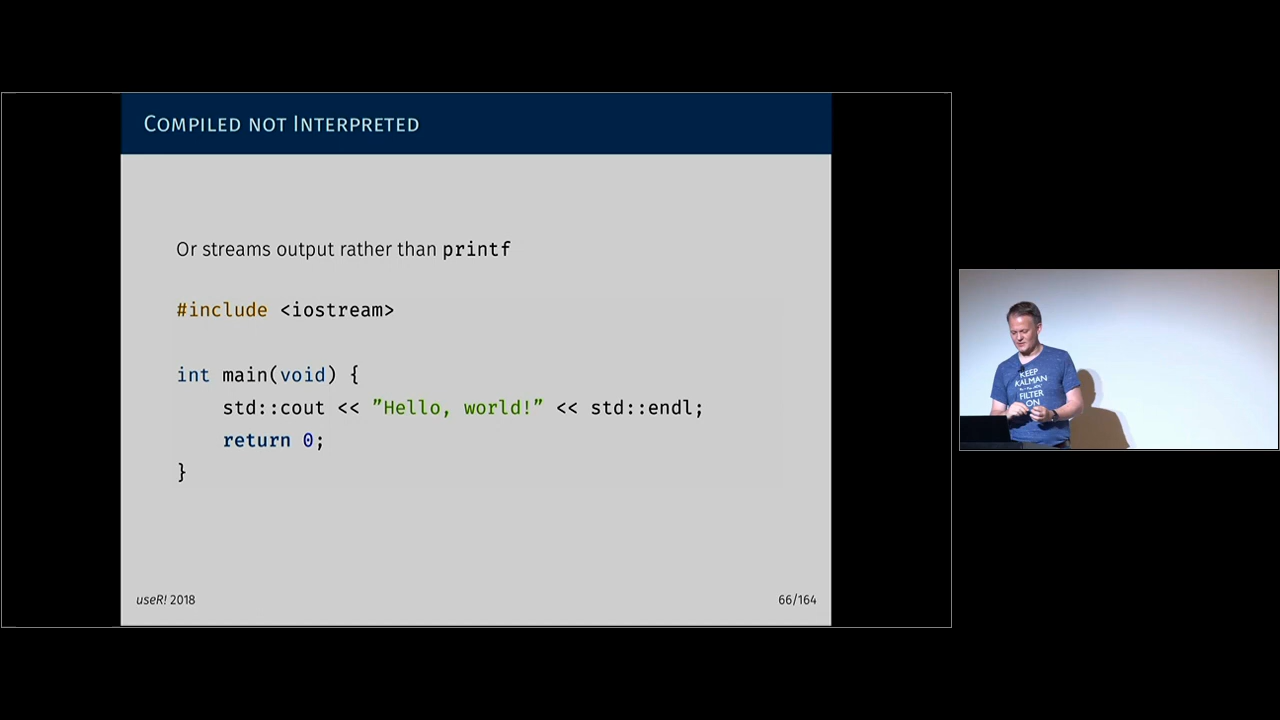 Compiled not Interpreted
Or streams output rather than printf
#include <iostream>
int main(void) {
    std::cout << ”Hello, world!” << std::endl;
    return 0;
}
useR! 2018
66/164
KEEP
KALMAN
FILTER
ON